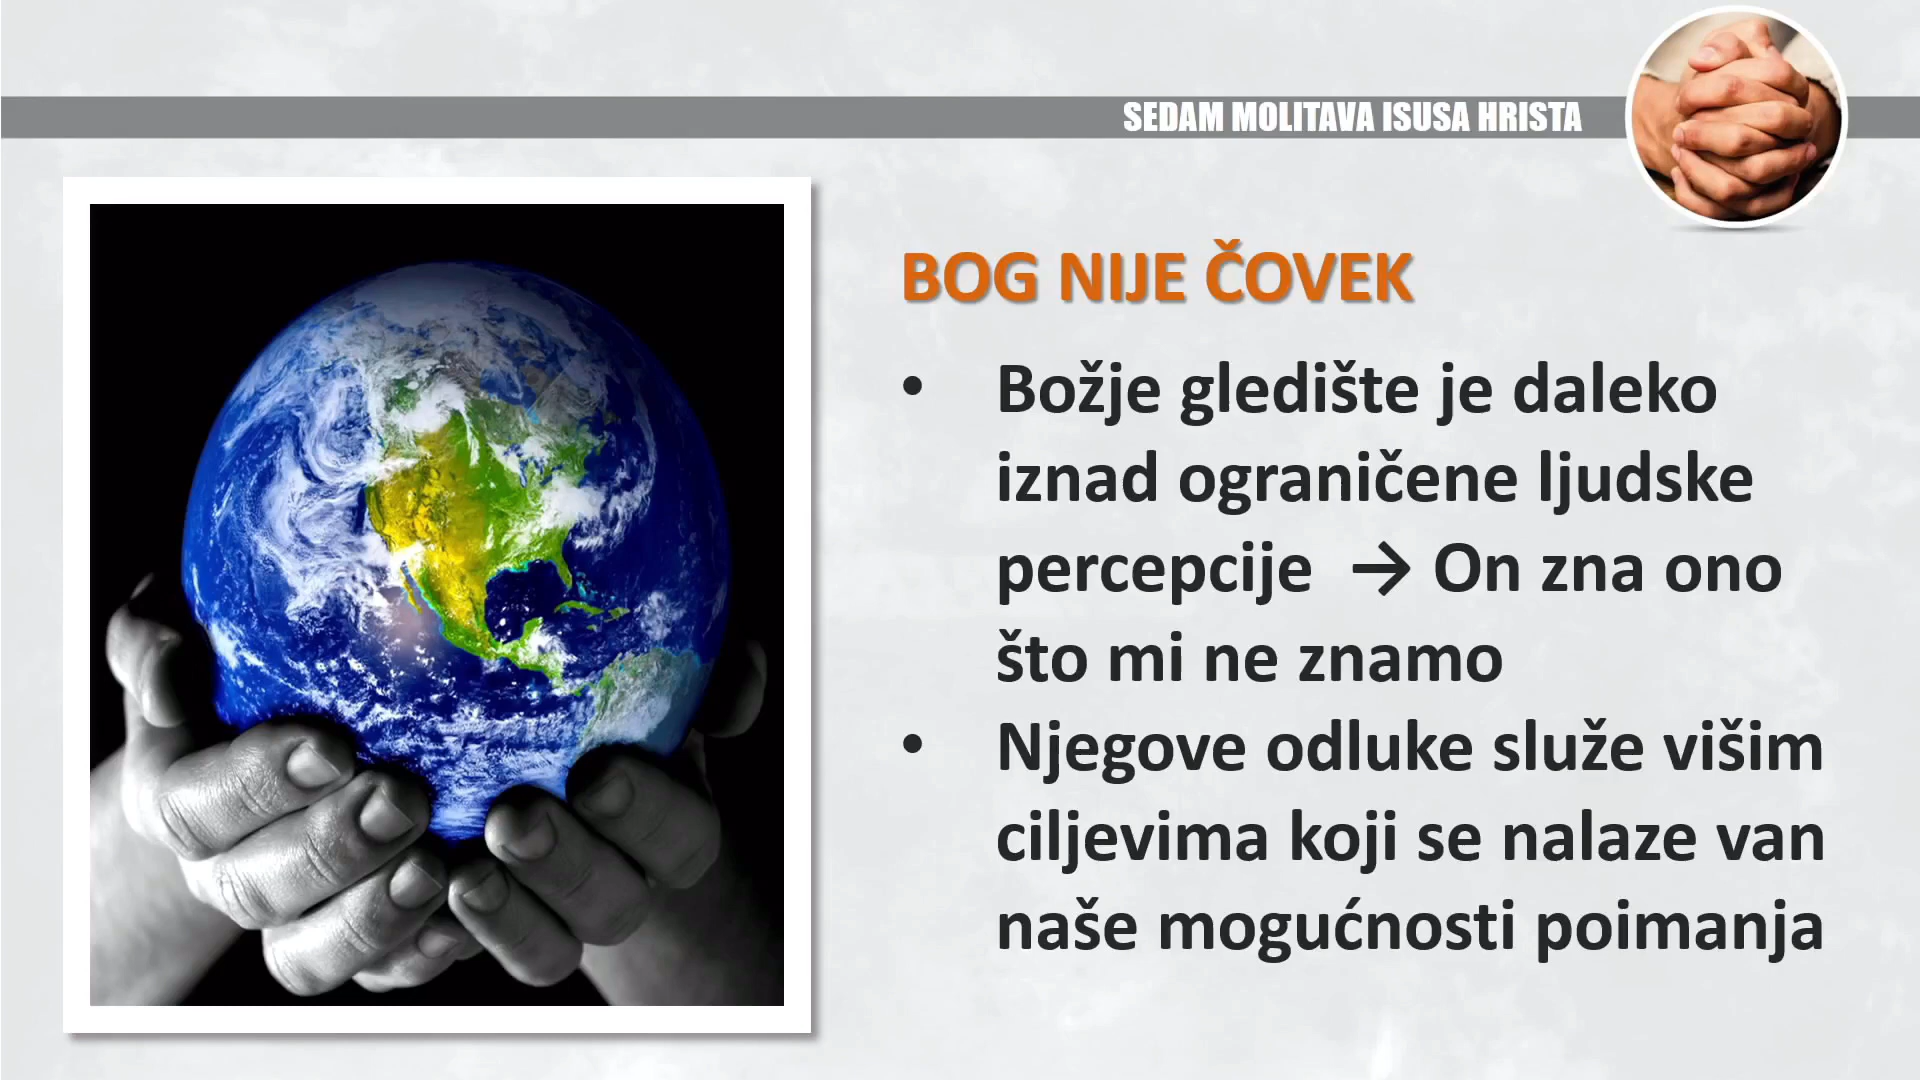 SEDAM MOLITAVA ISUSA HRISTA
BOG NIJE ČOVEK
• Božje gledište je daleko
iznad ograničene ljudske
percepcije → On zna ono
što mi ne znamo
• Njegove odluke služe višim
ciljevima koji se nalaze van
naše mogućnosti poimanja